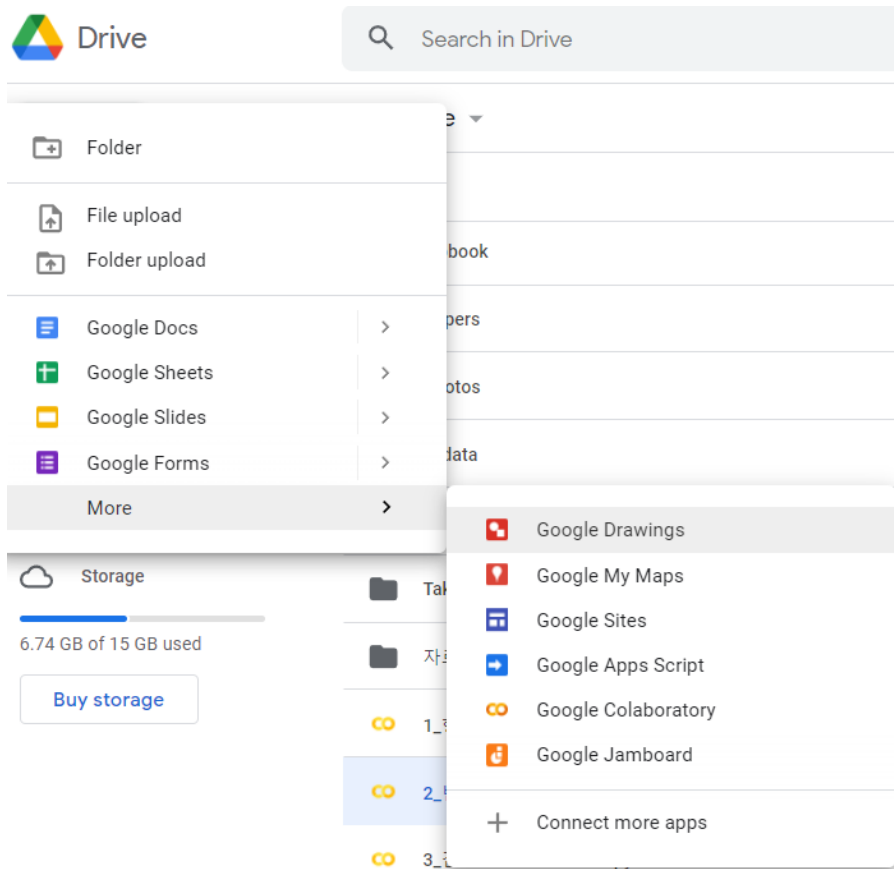 Drive
Search in Drive
Folder
File upload
Folder upload
Google Docs
Google Sheets
Google Slides
Google Forms
More
book
pers
otos
data
Google Drawings
Google My Maps
Google Sites
Google Apps Script
Google Colaboratory
Google Jamboard
Connect more apps
Storage
6.74 GB of 15 GB used
Buy storage
Tak
1_
2_
3_